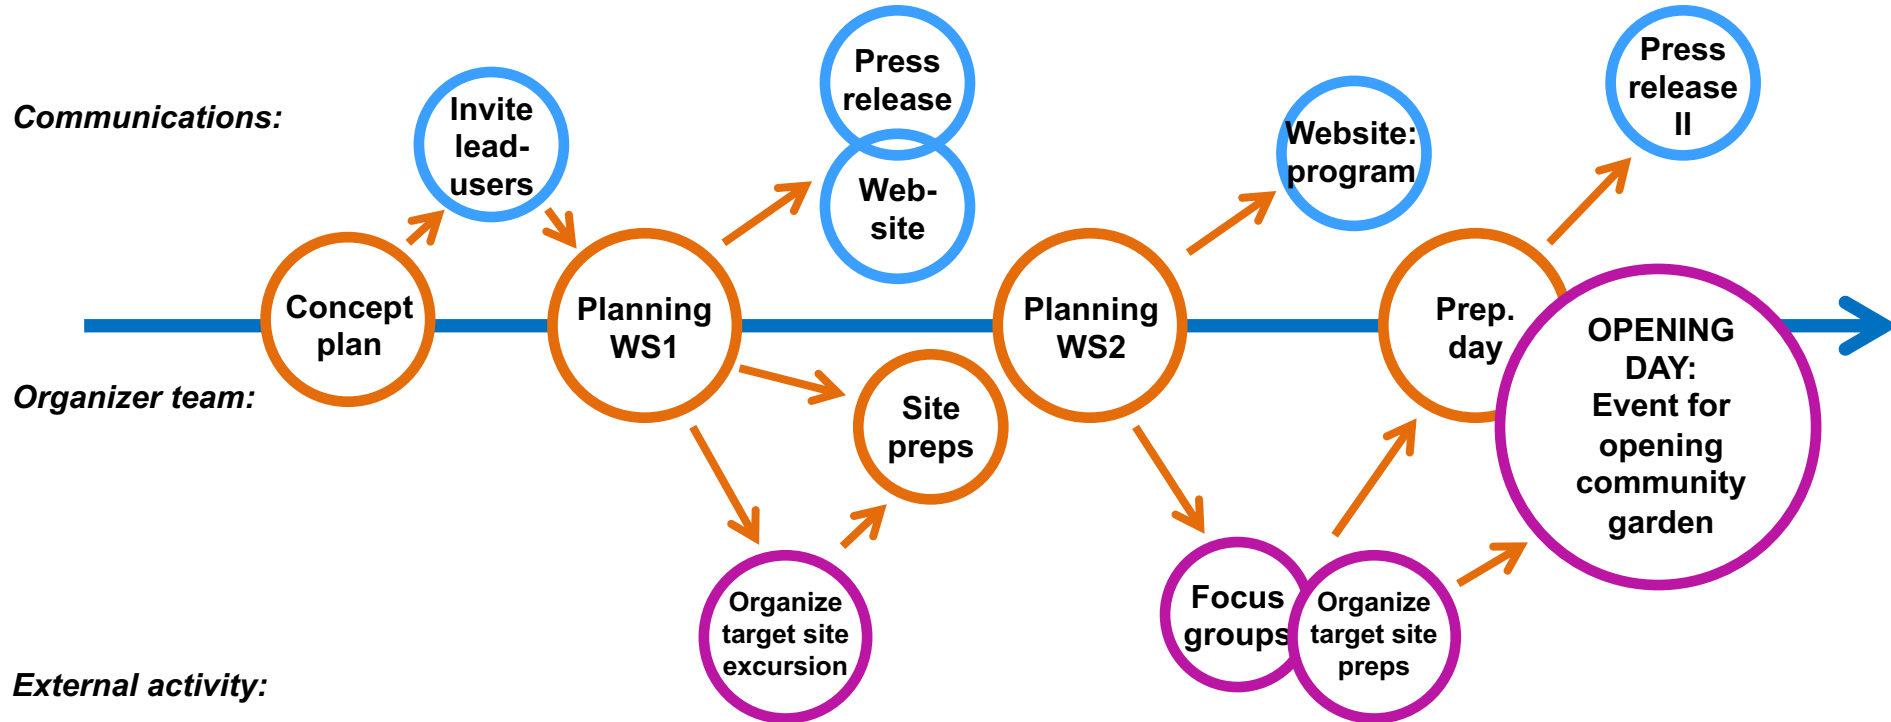 Communications:
Invite
lead-
users
Press
release
Web-
site
Website:
program
Press
release
II
Organizer team:
Concept
plan
Planning
WS1
Site
preps
Planning
WS2
Prep.
day
OPENING
DAY:
Event for
opening
community
garden
External activity:
Organize
target site
excursion
Focus
groups
Organize
target site
preps